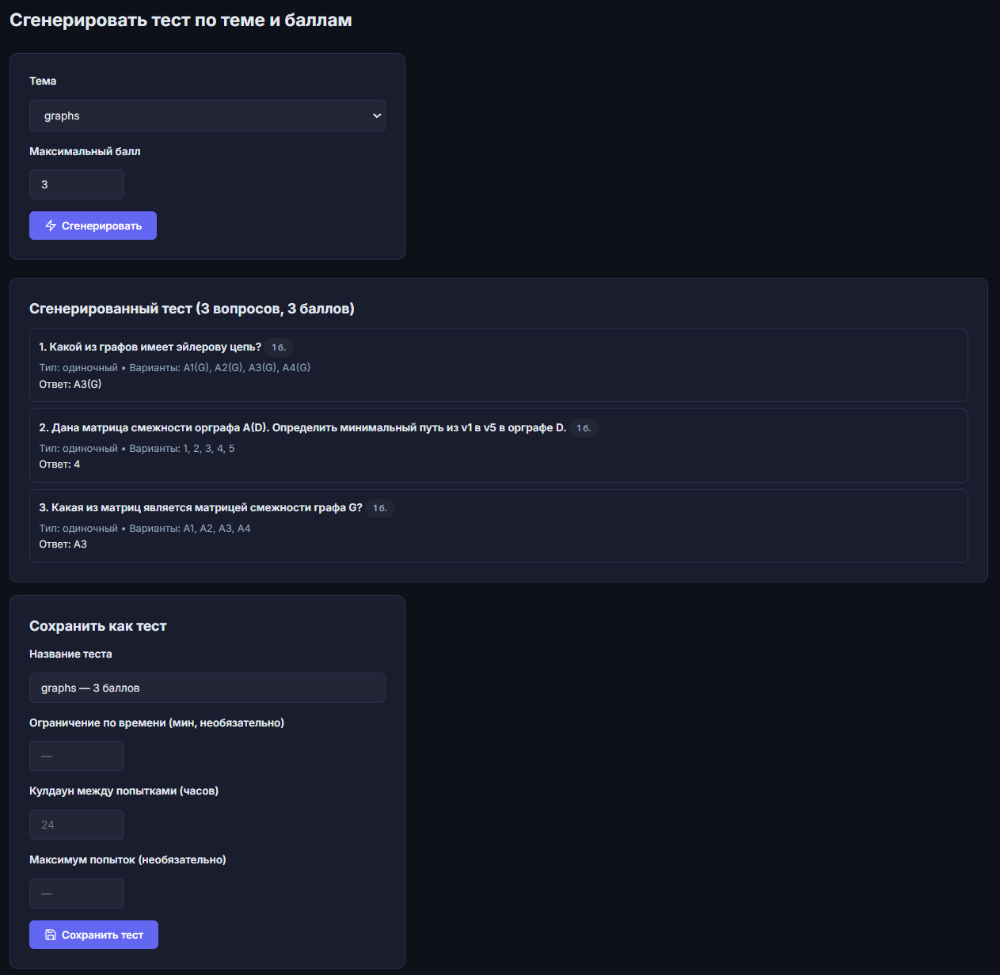 Сгенерировать тест по теме и баллам
Тема
graphs
Максимальный балл
3
Сгенерировать
Сгенерированный тест (3 вопросов, 3 баллов)
1. Какой из графов имеет эйлерову цепь? 1 б.
Тип: одиночный • Варианты: A1(G), A2(G), A3(G), A4(G)
Ответ: A3(G)
2. Дана матрица смежности орграфа A(D). Определить минимальный путь из v1 в v5 в орграфе D. 1 б.
Тип: одиночный • Варианты: 1, 2, 3, 4, 5
Ответ: 4
3. Какая из матриц является матрицей смежности графа G? 1 б.
Тип: одиночный • Варианты: A1, A2, A3, A4
Ответ: A3
Сохранить как тест
Название теста
graphs — 3 баллов
Ограничение по времени (мин, необязательно)
—
Кулдаун между попытками (часов)
24
Максимум попыток (необязательно)
—
Сохранить тест